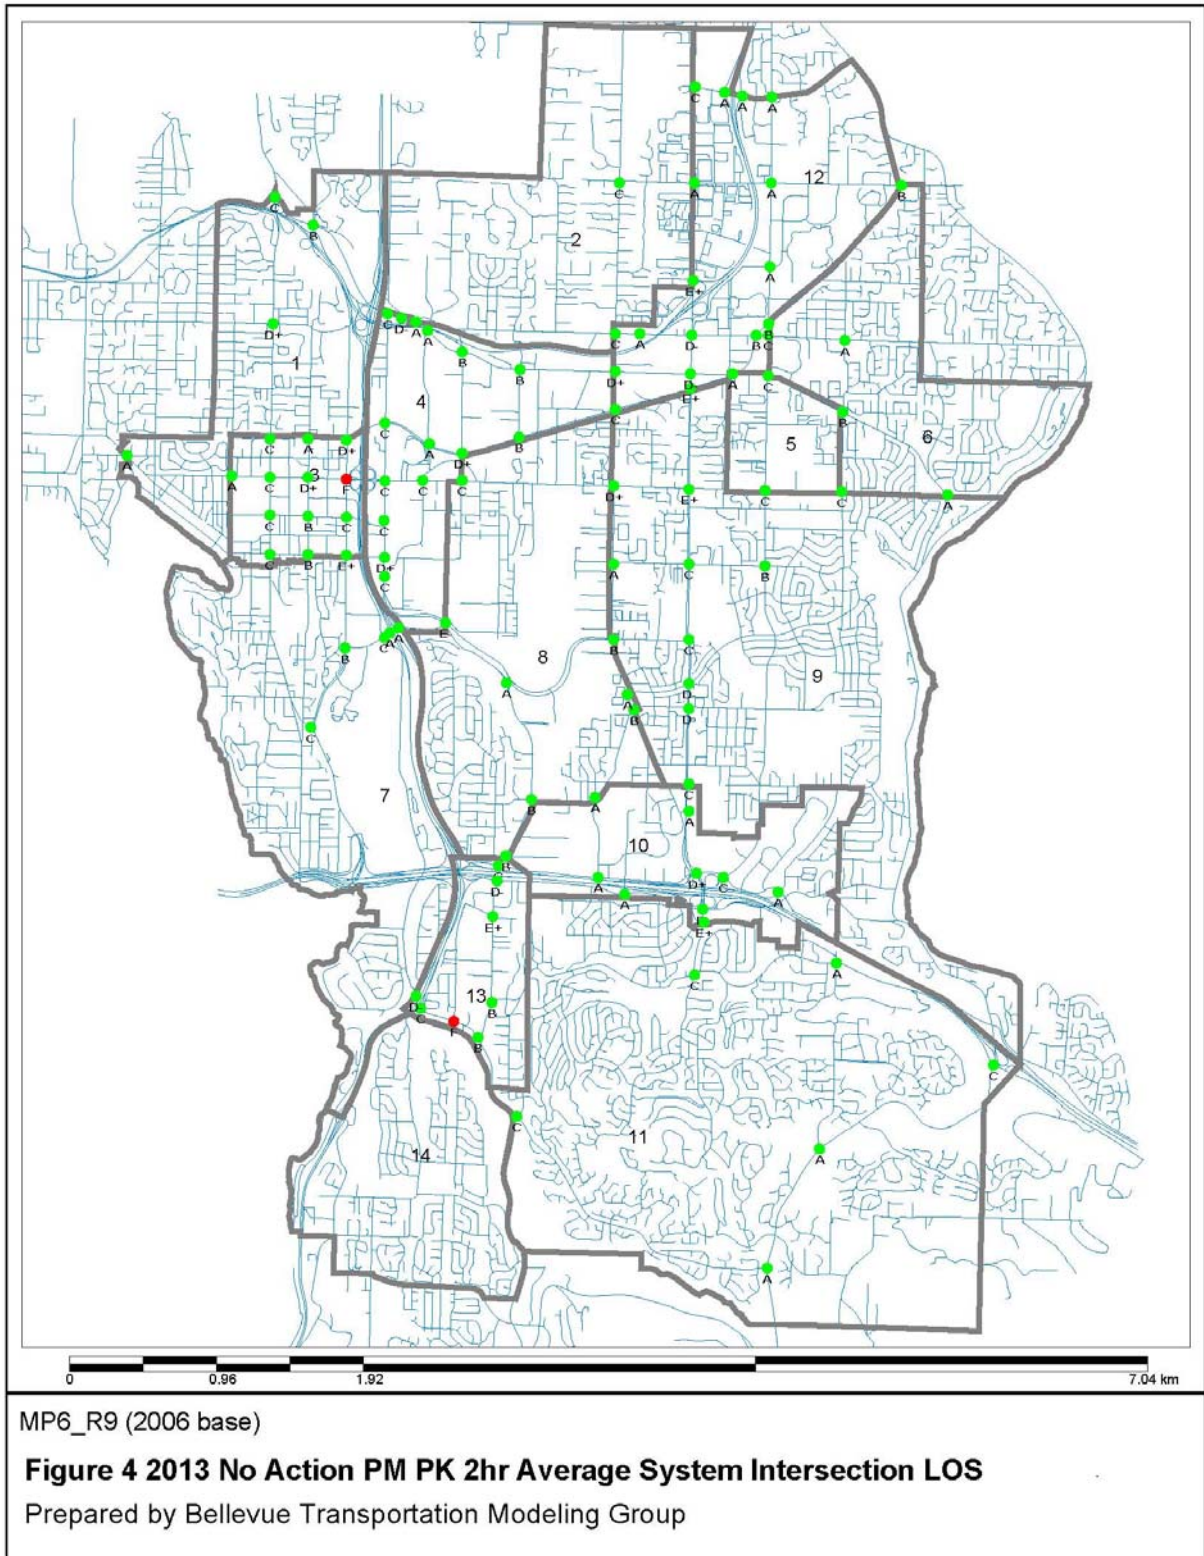 C A A A
12
C A A B
C
B
2
A
E+
C D- A A
C A D- B B C
A
D+
1
B
B
D+ D A C
E+
4
C
B
C
5
6
A
C A D+
C
A
D+
B
3
A C D+ F C C C
D+ E+
C C A
C B C
C
C B E+
D+
C
A C B
E
A
C A
B
B C
8
9
A
D
A
B
D-
C
7
B A
C
A
10
B
C
D-
A A
D+ C
A
E+
E+
A
C
13
D-
C
B
F
B
C
C
11
14
A
A
0 0.96 1.92 7.04 km
MP6_R9 (2006 base)
Figure 4 2013 No Action PM PK 2hr Average System Intersection LOS
Prepared by Bellevue Transportation Modeling Group